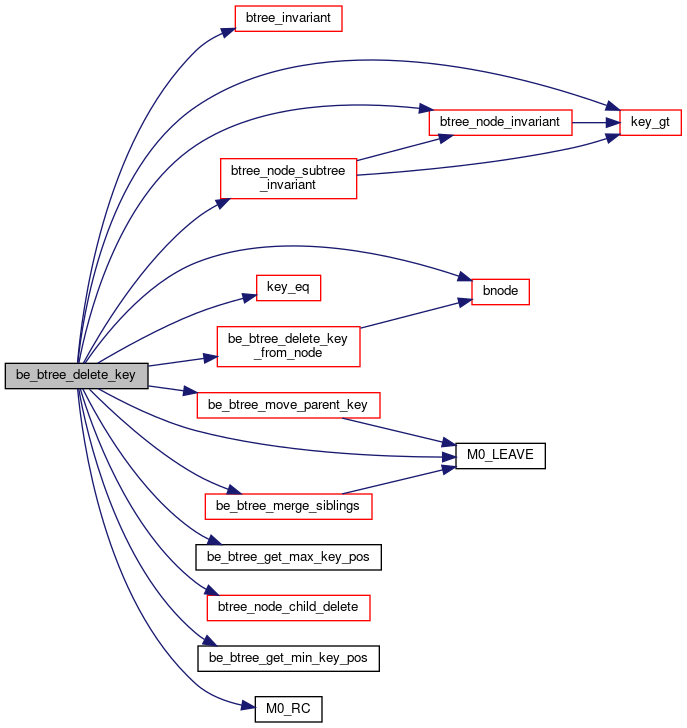 btree_invariant
btree_node_invariant
key_gt
btree_node_subtree
_invariant
key_eq
bnode
be_btree_delete_key
_from_node
be_btree_delete_key
be_btree_move_parent_key
M0_LEAVE
be_btree_merge_siblings
be_btree_get_max_key_pos
btree_node_child_delete
be_btree_get_min_key_pos
M0_RC